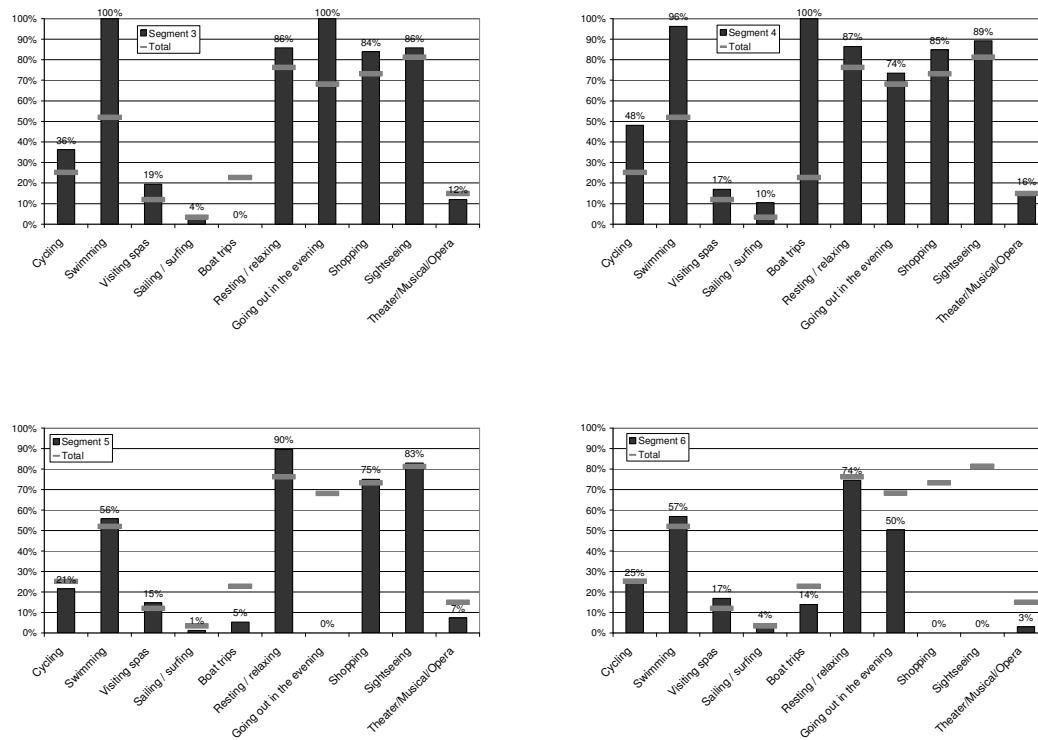 100%
90%
80%
70%
60%
50%
40%
30%
20%
10%
0%
Segment 3
Total
36%
100%
19%
4%
0%
86%
100%
84%
86%
12%
Cycling
Swimming
Visiting spas
Sailing / surfing
Boat trips
Resting / relaxing
Going out in the evening
Shopping
Sightseeing
Theater/Musical/Opera
100%
90%
80%
70%
60%
50%
40%
30%
20%
10%
0%
Segment 4
Total
48%
96%
17%
10%
100%
87%
74%
85%
89%
16%
Cycling
Swimming
Visiting spas
Sailing / surfing
Boat trips
Resting / relaxing
Going out in the evening
Shopping
Sightseeing
Theater/Musical/Opera
100%
90%
80%
70%
60%
50%
40%
30%
20%
10%
0%
Segment 5
Total
21%
56%
15%
1%
5%
90%
0%
75%
83%
7%
Cycling
Swimming
Visiting spas
Sailing / surfing
Boat trips
Resting / relaxing
Going out in the evening
Shopping
Sightseeing
Theater/Musical/Opera
100%
90%
80%
70%
60%
50%
40%
30%
20%
10%
0%
Segment 6
Total
25%
57%
17%
4%
14%
74%
50%
0%
0%
3%
Cycling
Swimming
Visiting spas
Sailing / surfing
Boat trips
Resting / relaxing
Going out in the evening
Shopping
Sightseeing
Theater/Musical/Opera